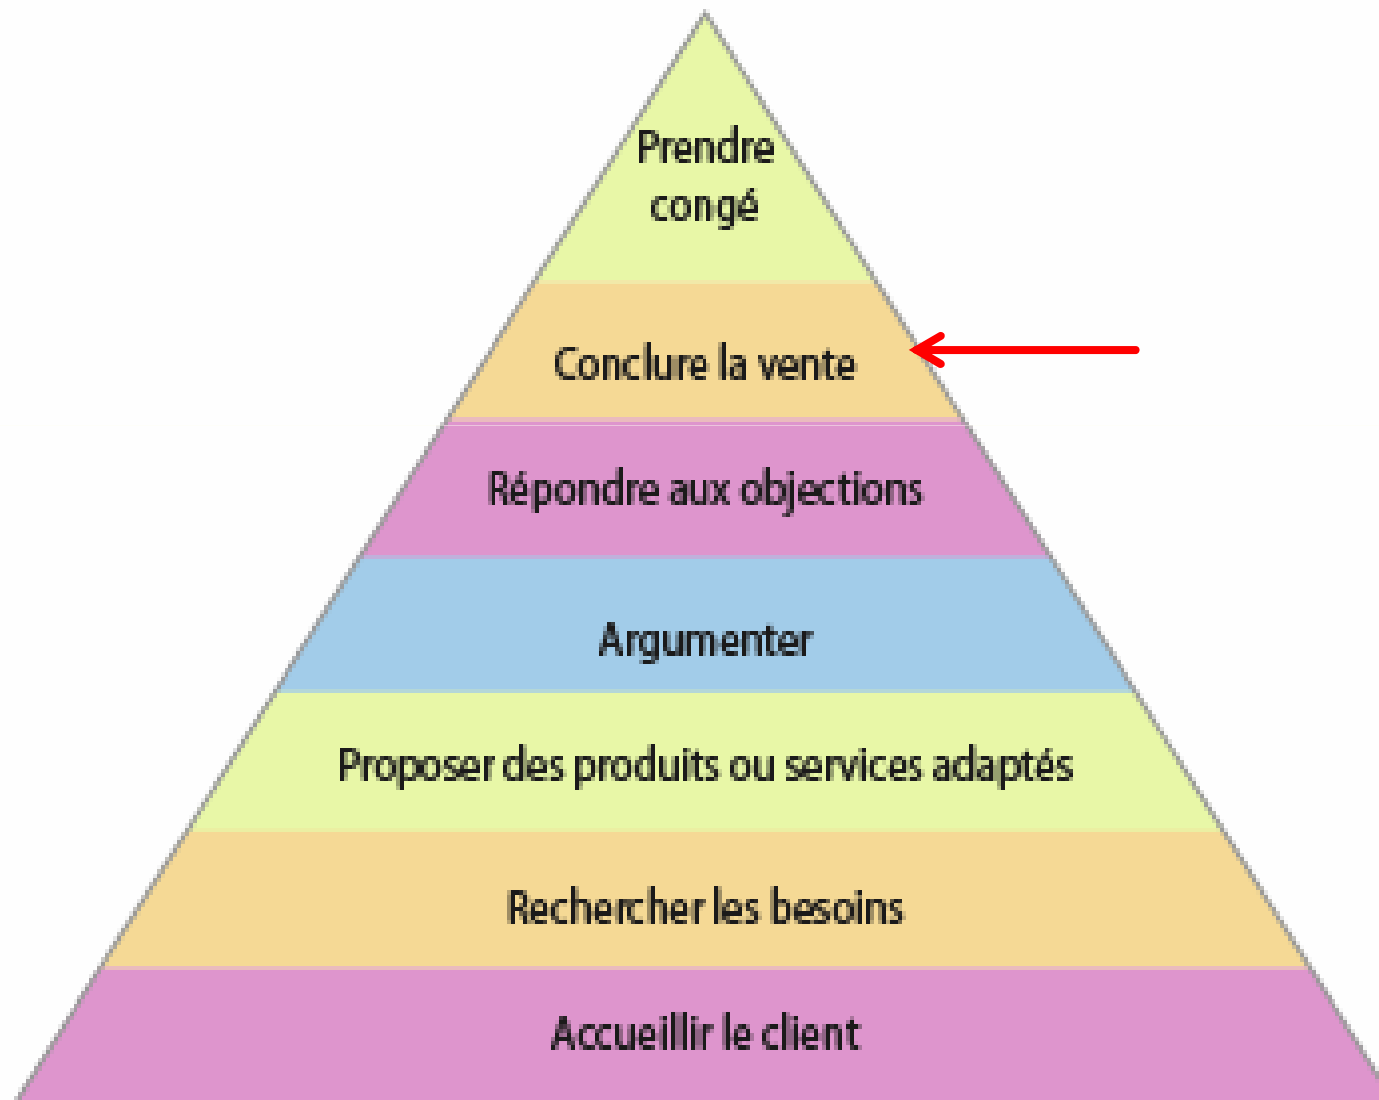 Prendre
congé
Conclure la vente
Répondre aux objections
Argumenter
Proposer des produits ou services adaptés
Rechercher les besoins
Accueillir le client